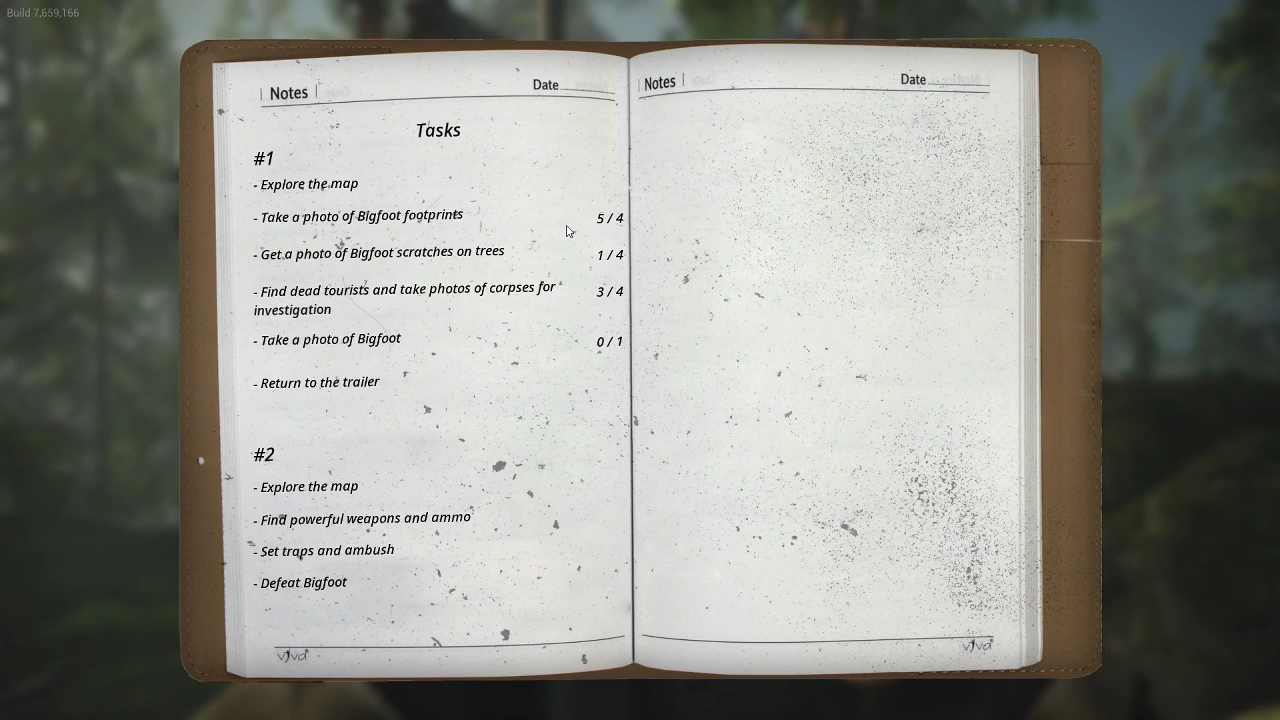 Build 7,659,166
Notes
Date
Notes
Date
Tasks
#1
- Explore the map
- Take a photo of Bigfoot footprints 5 / 4
- Get a photo of Bigfoot scratches on trees 1 / 4
- Find dead tourists and take photos of corpses for 3 / 4
investigation
- Take a photo of Bigfoot 0 / 1
- Return to the trailer
#2
- Explore the map
- Find powerful weapons and ammo
- Set traps and ambush
- Defeat Bigfoot
viva
viva